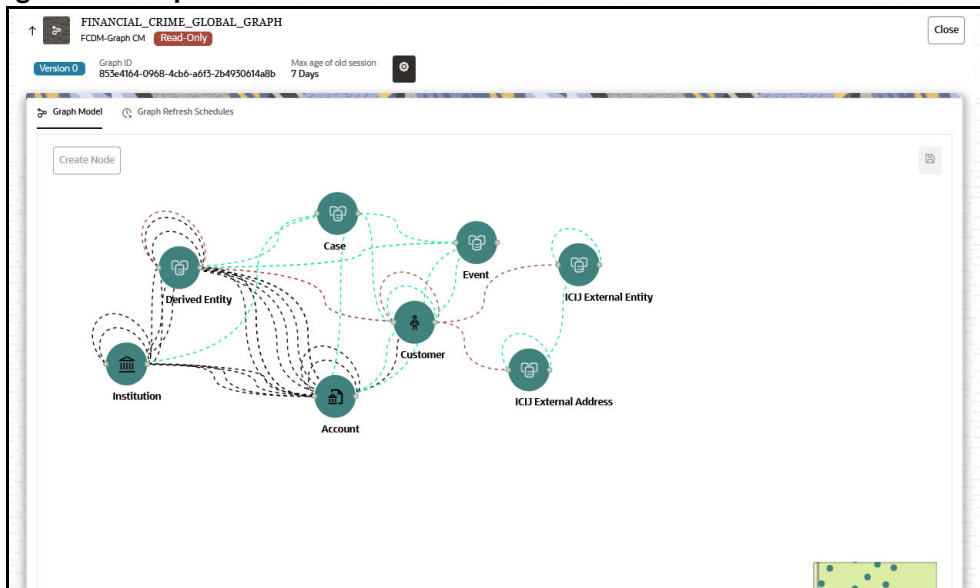 FINANCIAL_CRIME_GLOBAL_GRAPH
FCDM-Graph CM Read-Only
Close
Version 0
Graph ID
853e4164-0968-4cb6-a6f3-2b4930614a8b
Max age of old session
7 Days
Graph Model
Graph Refresh Schedules
Create Node
Case
Event
Derived Entity
ICIJ External Entity
Customer
Institution
ICIJ External Address
Account